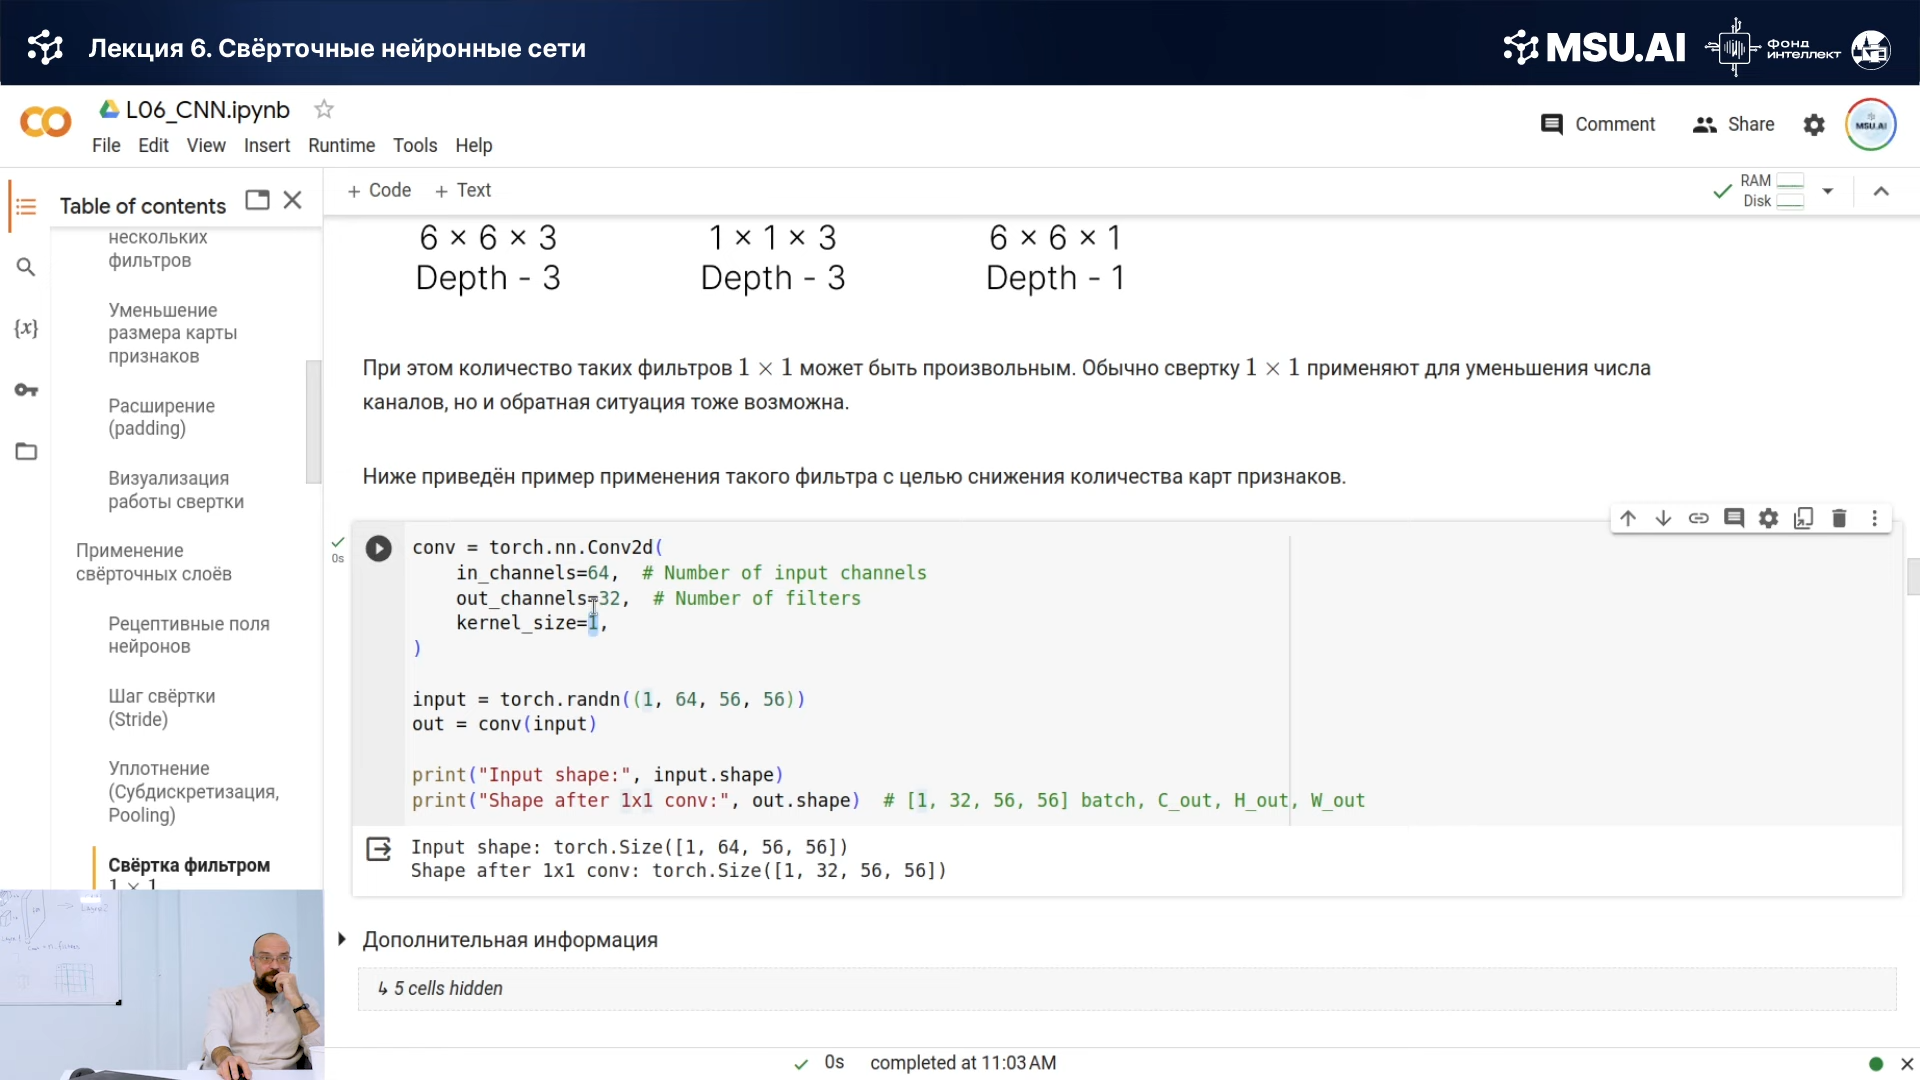 Лекция 6. Свёрточные нейронные сети
MSU.AI
ФОНД
ИНТЕЛЛЕКТ
L06_CNN.ipynb
File Edit View Insert Runtime Tools Help
Comment
Share
MSU.AI
Table of contents
нескольких
фильтров
Уменьшение
размера карты
признаков
Расширение
(padding)
Визуализация
работы свертки
Применение
свёрточных слоёв
Рецептивные поля
нейронов
Шаг свёртки
(Stride)
Уплотнение
(Субдискретизация,
Pooling)
Свёртка фильтром
1 × 1
+ Code + Text
RAM
Disk
6 × 6 × 3 1 × 1 × 3 6 × 6 × 1
Depth - 3 Depth - 3 Depth - 1
При этом количество таких фильтров 1 × 1 может быть произвольным. Обычно свертку 1 × 1 применяют для уменьшения числа
каналов, но и обратная ситуация тоже возможна.
Ниже приведён пример применения такого фильтра с целью снижения количества карт признаков.
0s
conv = torch.nn.Conv2d(
in_channels=64, # Number of input channels
out_channels=32, # Number of filters
kernel_size=1,
)
input = torch.randn((1, 64, 56, 56))
out = conv(input)
print("Input shape:", input.shape)
print("Shape after 1x1 conv:", out.shape) # [1, 32, 56, 56] batch, C_out, H_out, W_out
Input shape: torch.Size([1, 64, 56, 56])
Shape after 1x1 conv: torch.Size([1, 32, 56, 56])
Дополнительная информация
↳ 5 cells hidden
0s completed at 11:03 AM